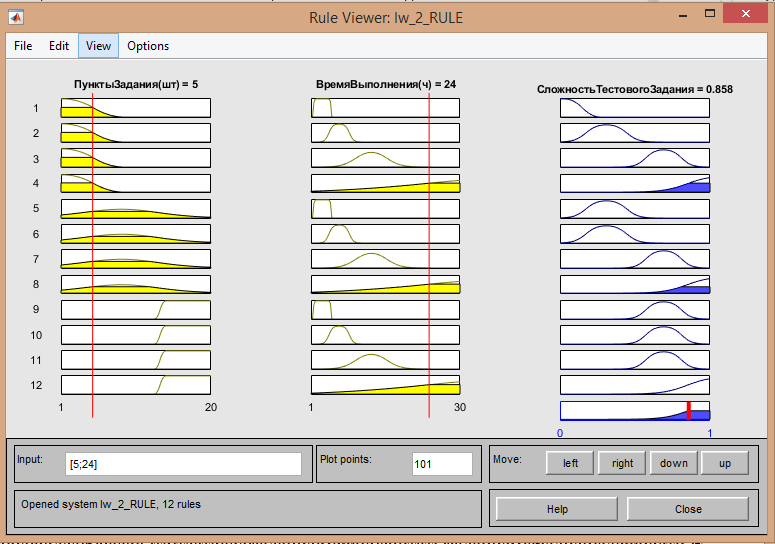 Rule Viewer: lw_2_RULE
File Edit View Options
ПунктыЗадания(шт) = 5
ВремяВыполнения(ч) = 24
СложностьТестовогоЗадания = 0.858
1
2
3
4
5
6
7
8
9
10
11
12
1 20
1 30
0 1
Input: [5;24]
Plot points: 101
Move: left right down up
Opened system lw_2_RULE, 12 rules
Help Close